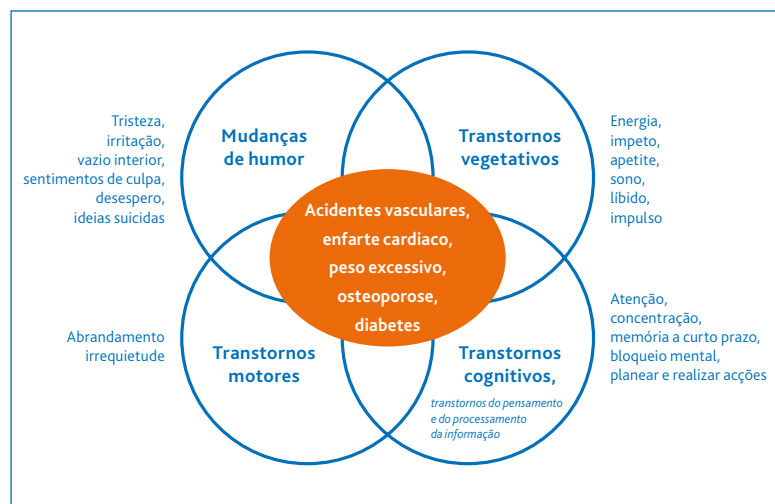 Tristeza,
irritação,
vazio interior,
sentimentos de culpa,
desespero,
ideias suicidas
Mudanças
de humor
Transtornos
vegetativos
Energia,
impeto,
apetite,
sono,
líbido,
impulso
Acidentes vasculares,
enfarte cardiaco,
peso excessivo,
osteoporose,
diabetes
Abrandamento
irrequietude
Transtornos
motores
Transtornos
cognitivos,
transtornos do pensamento
e do processamento
da informação
Atenção,
concentração,
memória a curto prazo,
bloqueio mental,
planear e realizar acções